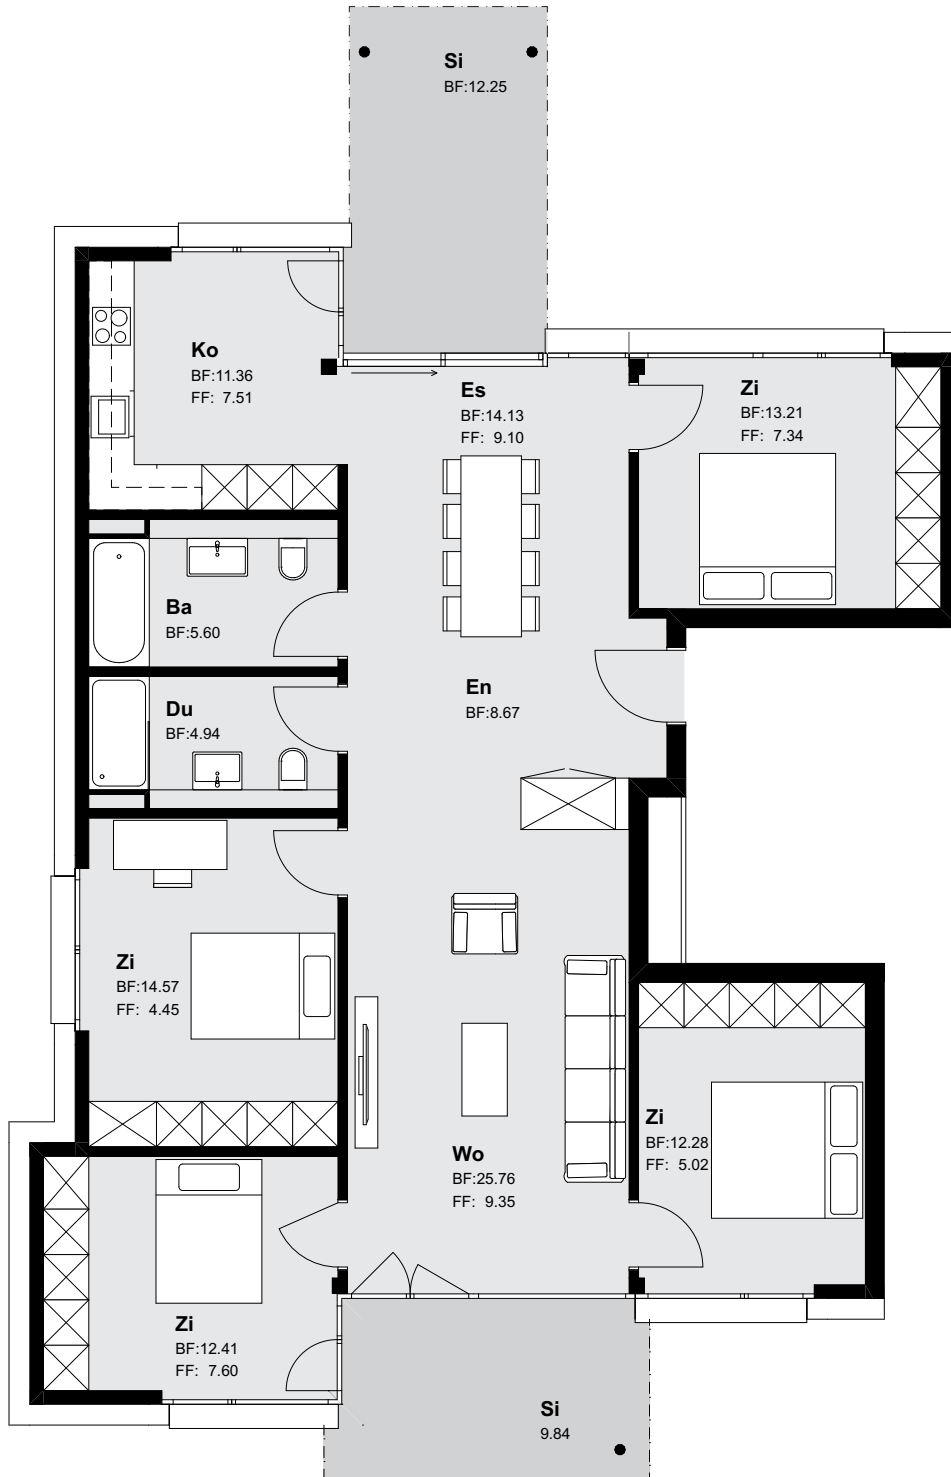 Si
BF:12.25
Ko
BF:11.36
FF: 7.51
Es
BF:14.13
FF: 9.10
Zi
BF:13.21
FF: 7.34
Ba
BF:5.60
En
BF:8.67
Du
BF:4.94
Zi
BF:14.57
FF: 4.45
Wo
BF:25.76
FF: 9.35
Zi
BF:12.28
FF: 5.02
Zi
BF:12.41
FF: 7.60
Si
9.84